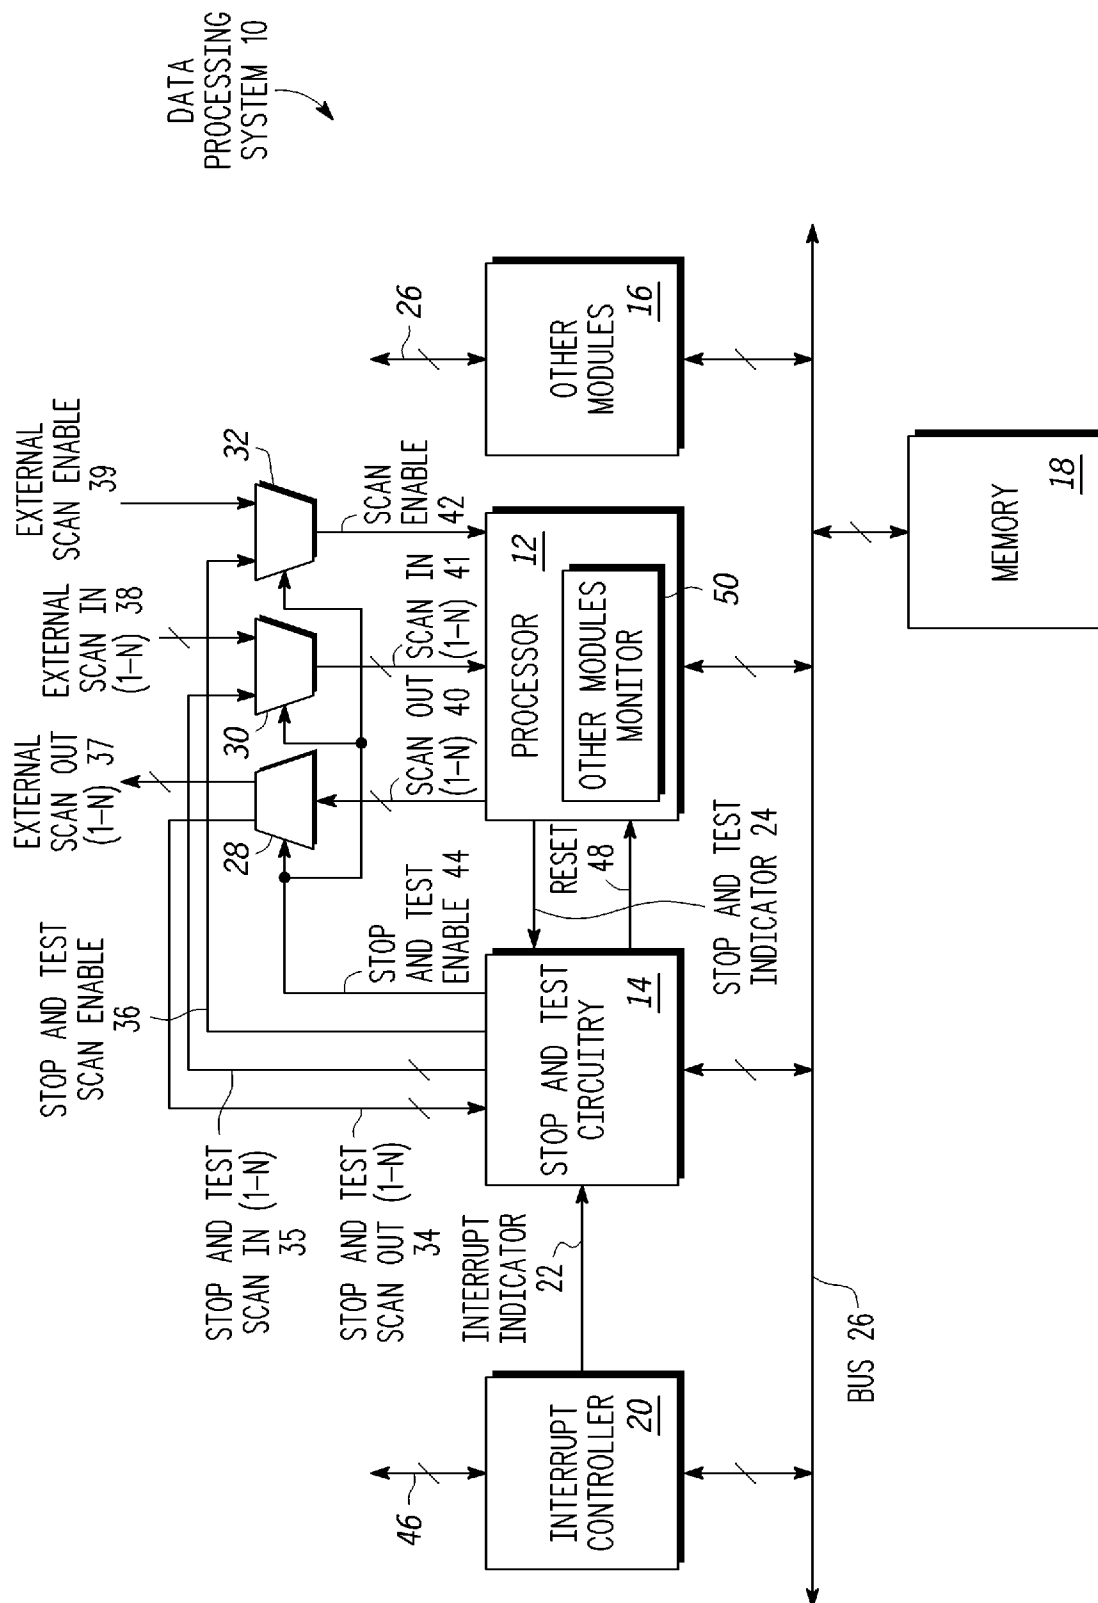 DATA
PROCESSING
SYSTEM 10
EXTERNAL
SCAN ENABLE
39
EXTERNAL
SCAN IN
(1-N) 38
EXTERNAL
SCAN OUT
(1-N) 37
STOP AND TEST
SCAN ENABLE
36
STOP AND TEST
SCAN IN (1-N)
35
STOP AND TEST
SCAN OUT (1-N)
34
28
30
32
STOP
AND TEST
ENABLE 44
SCAN OUT
(1-N) 40
SCAN IN
(1-N) 41
SCAN
ENABLE
42
46
INTERRUPT
CONTROLLER
20
INTERRUPT
INDICATOR
22
STOP AND TEST
CIRCUITRY
14
RESET
48
STOP AND TEST
INDICATOR 24
PROCESSOR
12
OTHER MODULES
MONITOR
50
26
OTHER
MODULES
16
BUS 26
MEMORY
18